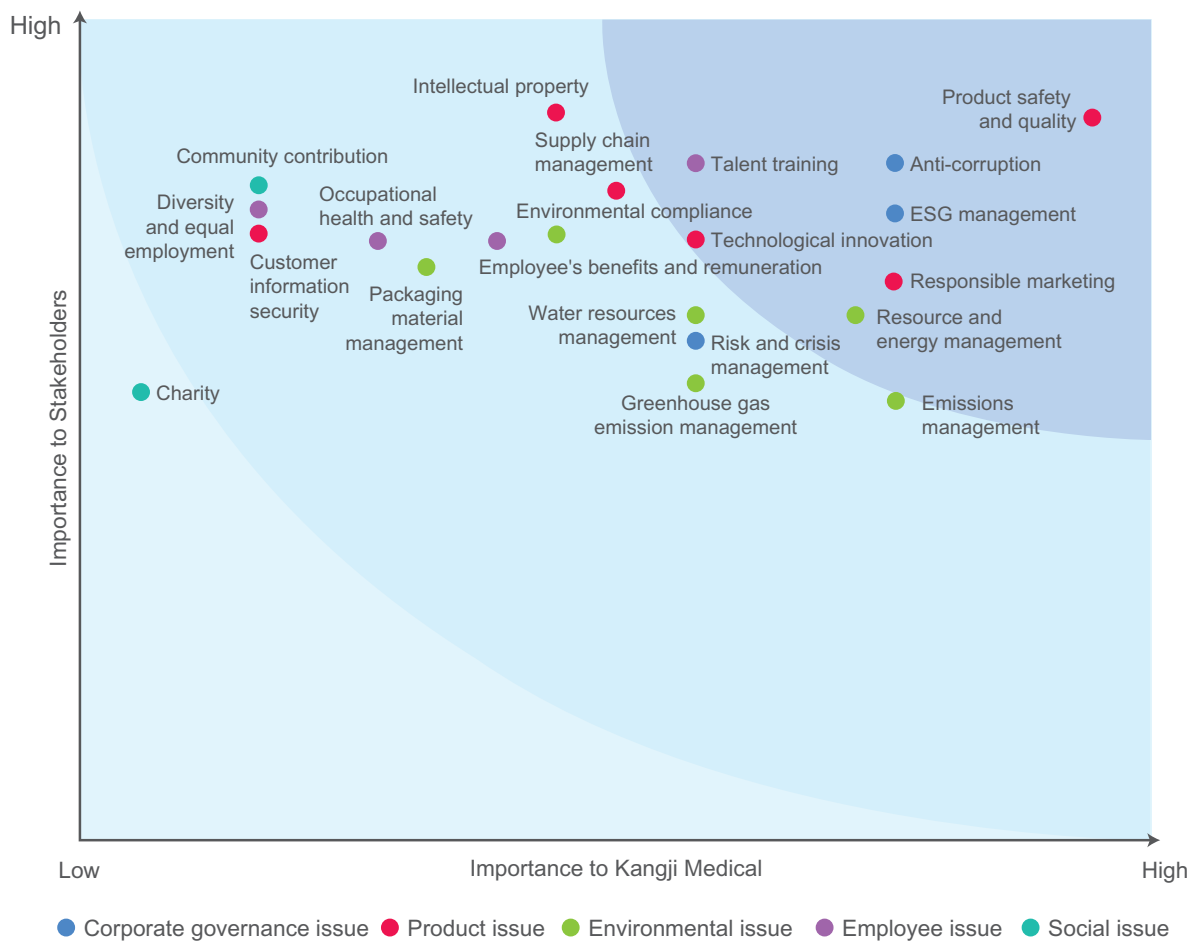 High
Intellectual property
Product safety
and quality
Supply chain
management
Talent training
Anti-corruption
Community contribution
Occupational
health and safety
Diversity
and equal
employment
Environmental compliance
ESG management
Technological innovation
Customer
information
security
Employee's benefits and remuneration
Responsible marketing
Packaging
material
management
Water resources
management
Resource and
energy management
Risk and crisis
management
Charity
Greenhouse gas
emission management
Emissions
management
Importance to Stakeholders
Low
Importance to Kangji Medical
High
Corporate governance issue
Product issue
Environmental issue
Employee issue
Social issue